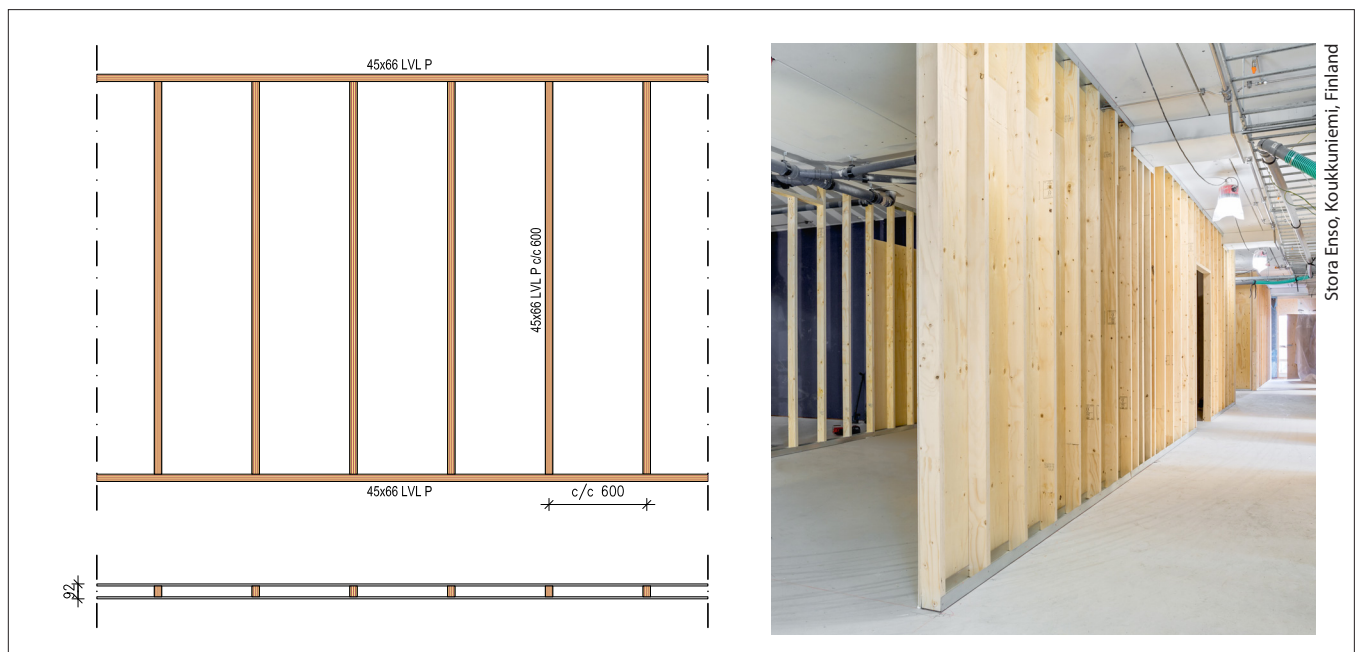 45x66 LVL P
45x66 LVL P c/c 600
45x66 LVL P
c/c 600
92
Stora Enso, Koukkuniemi, Finland